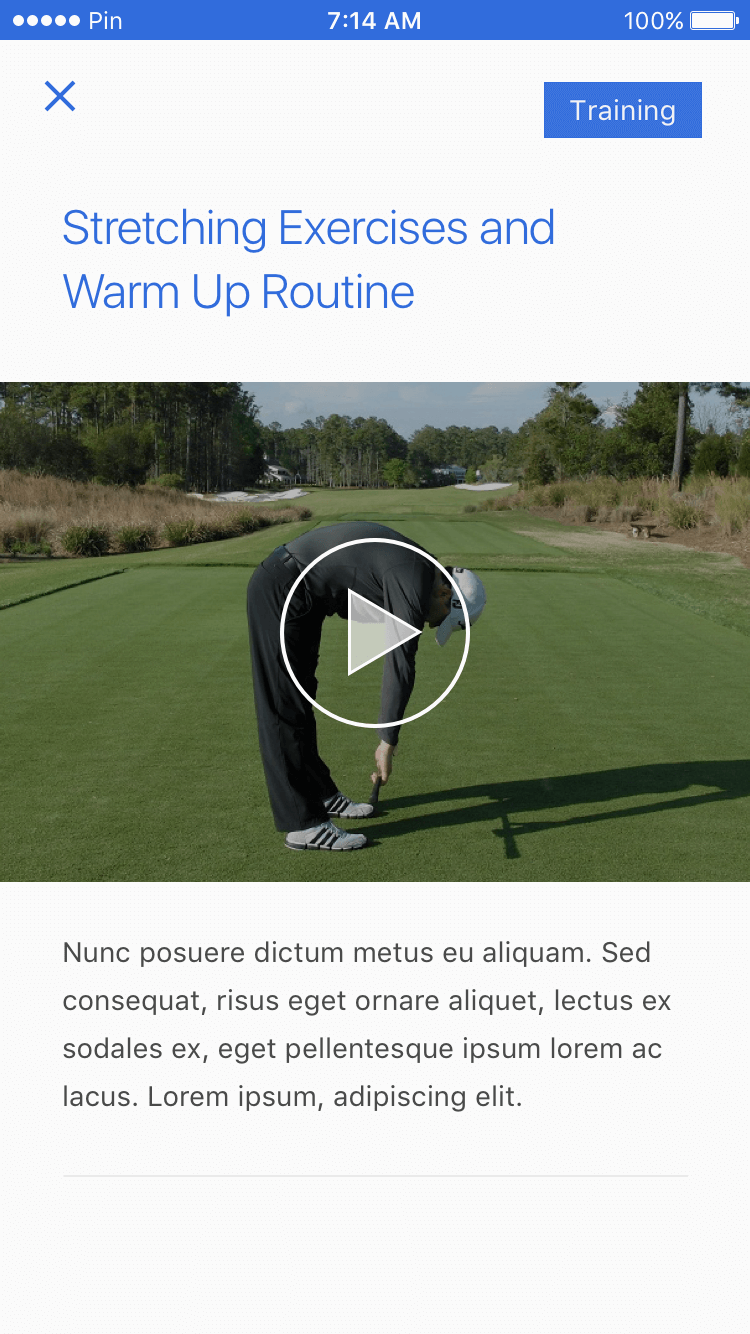 Pin
7:14 AM
100%
Training
Stretching Exercises and
Warm Up Routine
Nunc posuere dictum metus eu aliquam. Sed
consequat, risus eget ornare aliquet, lectus ex
sodales ex, eget pellentesque ipsum lorem ac
lacus. Lorem ipsum, adipiscing elit.